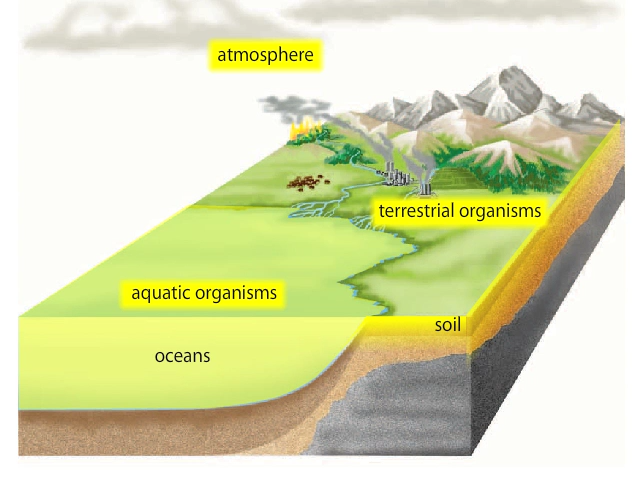 atmosphere
terrestrial organisms
aquatic organisms
soil
oceans